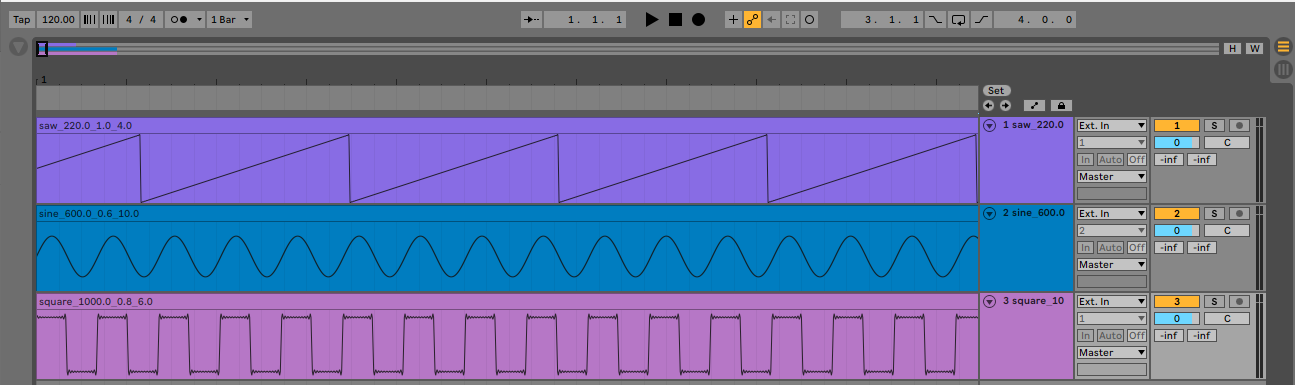 Tap 120.00 4 / 4 1 Bar 1. 1. 1 3. 1. 1 4. 0. 0
H W
1
Set
saw_220.0_1.0_4.0 1 saw_220.0 Ext. In 1 S
1 0 C
In Auto Off -inf -inf
Master
sine_600.0_0.6_10.0 2 sine_600.0 Ext. In 2 S
2 0 C
In Auto Off -inf -inf
Master
square_1000.0_0.8_6.0 3 square_10 Ext. In 3 S
1 0 C
In Auto Off -inf -inf
Master